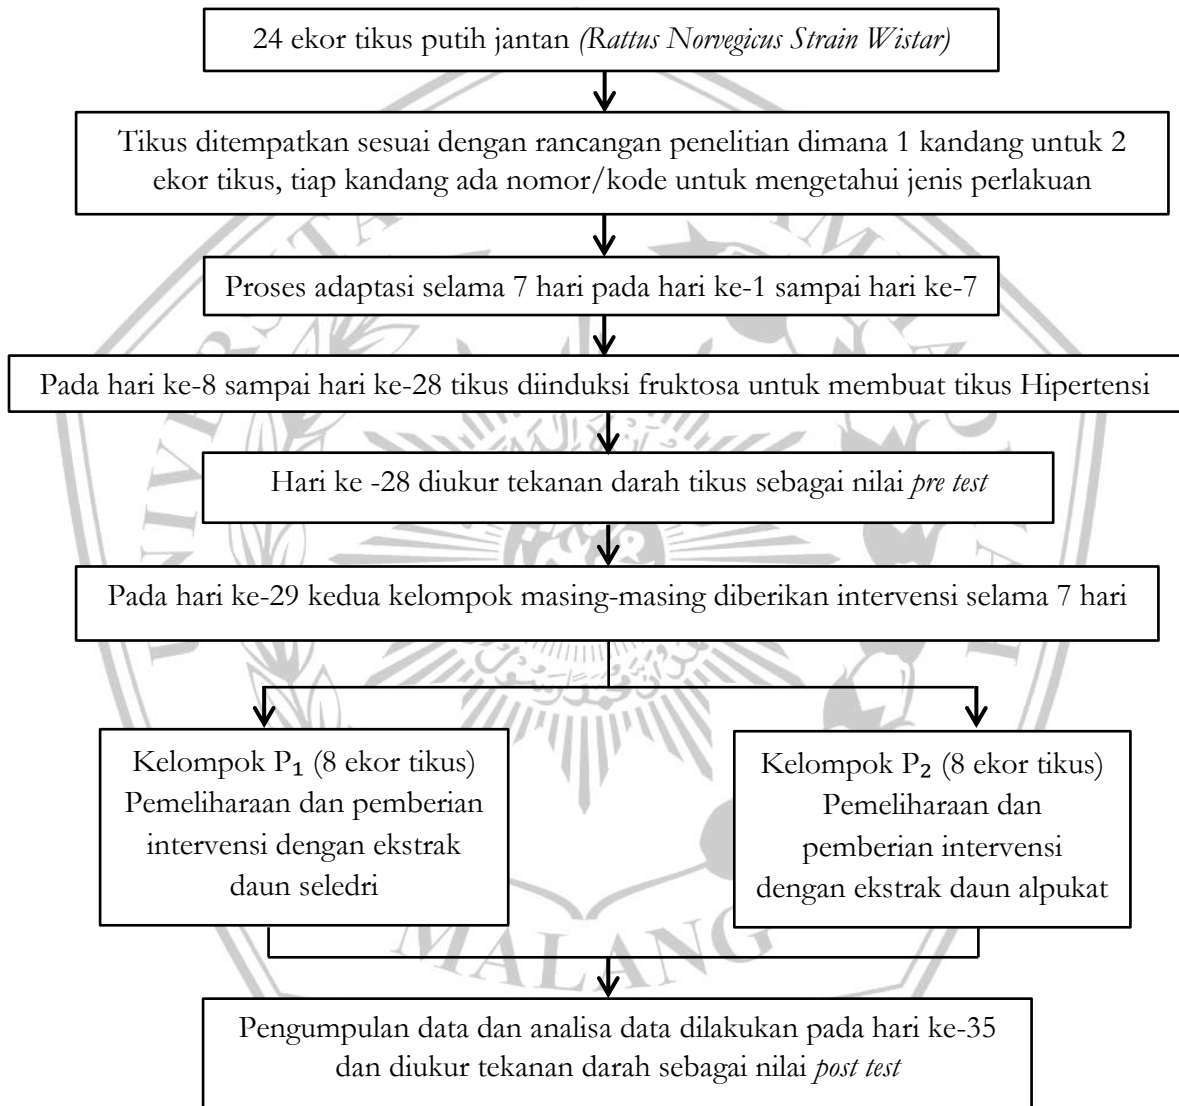 24 ekor tikus putih jantan (Rattus Norvegicus Strain Wistar)
Tikus ditempatkan sesuai dengan rancangan penelitian dimana 1 kandang untuk 2
ekor tikus, tiap kandang ada nomor/kode untuk mengetahui jenis perlakuan
Proses adaptasi selama 7 hari pada hari ke-1 sampai hari ke-7
Pada hari ke-8 sampai hari ke-28 tikus diinduksi fruktosa untuk membuat tikus Hipertensi
Hari ke -28 diukur tekanan darah tikus sebagai nilai pre test
Pada hari ke-29 kedua kelompok masing-masing diberikan intervensi selama 7 hari
Kelompok P₁ (8 ekor tikus)
Pemeliharaan dan pemberian
intervensi dengan ekstrak
daun seledri
Kelompok P₂ (8 ekor tikus)
Pemeliharaan dan
pemberian intervensi
dengan ekstrak daun alpukat
MALANG
Pengumpulan data dan analisa data dilakukan pada hari ke-35
dan diukur tekanan darah sebagai nilai post test